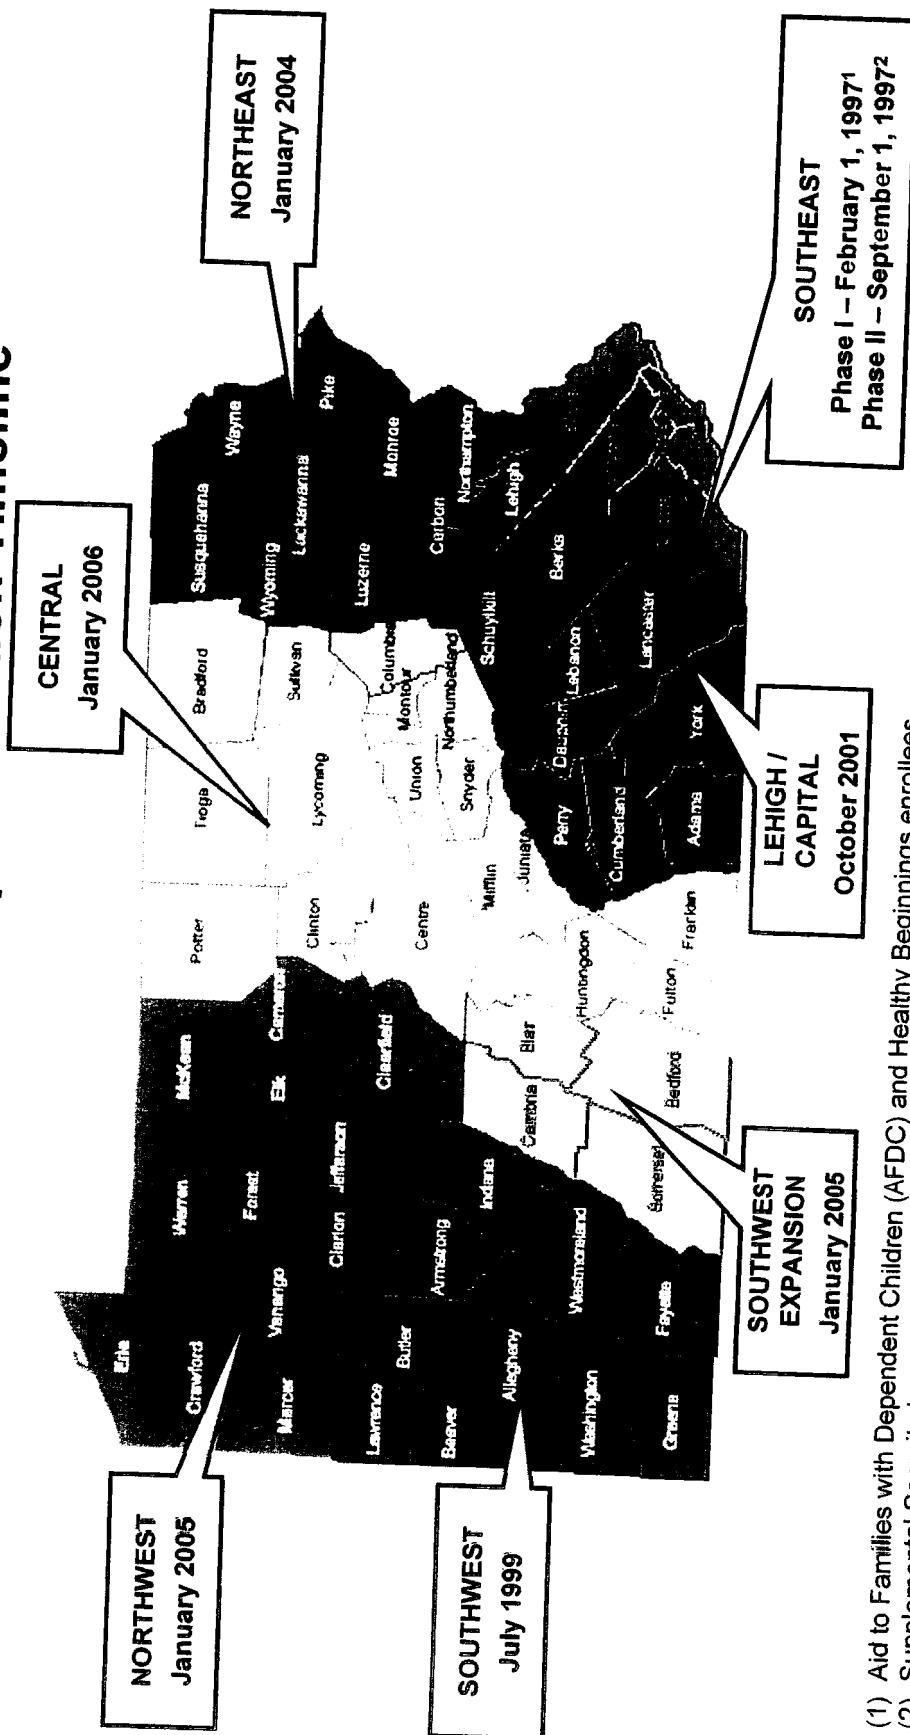 CENTRAL
January 2006
NORTHEAST
January 2004
NORTHWEST
January 2005
SOUTHWEST
July 1999
SOUTHWEST
EXPANSION
January 2005
LEHIGH /
CAPITAL
October 2001
SOUTHEAST
Phase I – February 1, 1997¹
Phase II – September 1, 1997²
Erie
Crawford
Warren
McKean
Potter
Tioga
Bradford
Susquehanna
Wayne
Mercer
Venango
Forest
Elk
Cameron
Clinton
Lycoming
Sullivan
Wyoming
Lackawanna
Pike
Lawrence
Butler
Clarion
Jefferson
Clearfield
Centre
Union
Montour
Columbia
Luzerne
Monroe
Beaver
Armstrong
Indiana
Mifflin
Snyder
Northumberland
Carbon
Northampton
Allegheny
Cambria
Blair
Juniata
Schuylkill
Lehigh
Washington
Westmoreland
Huntingdon
Perry
Dauphin
Lebanon
Berks
Greene
Fayette
Somerset
Bedford
Fulton
Franklin
Cumberland
Adams
York
Lancaster
(1) Aid to Families with Dependent Children (AFDC) and Healthy Beginnings enrollees
(2) Supplemental